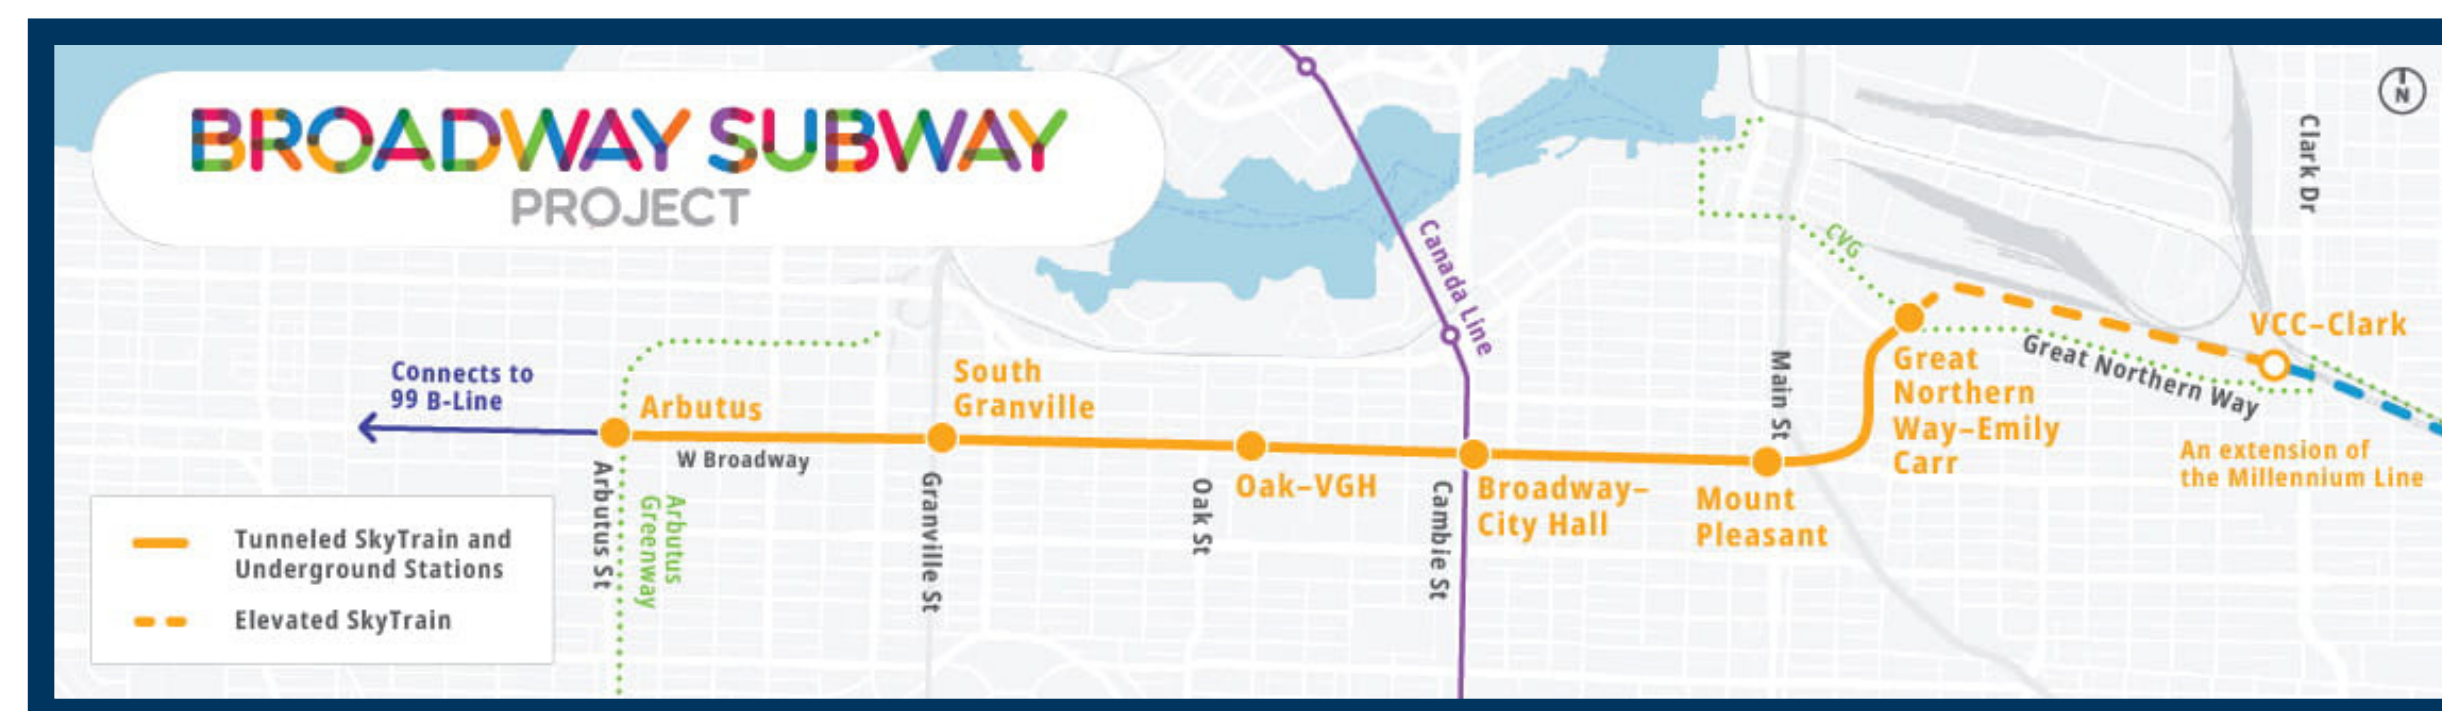 BROADWAY SUBWAY
PROJECT
N
Clark Dr
Canada Line
CVG
VCC–Clark
Great Northern Way
Connects to
99 B-Line
Arbutus
South
Granville
Main St
Great
Northern
Way–Emily
Carr
W Broadway
An extension of
the Millennium Line
Oak–VGH
Broadway–
City Hall
Mount
Pleasant
Arbutus St
Arbutus
Greenway
Granville St
Oak St
Cambie St
Tunneled SkyTrain and
Underground Stations
Elevated SkyTrain